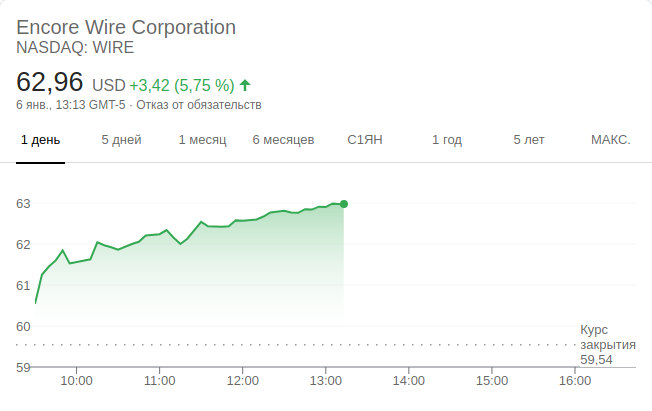 Encore Wire Corporation
NASDAQ: WIRE
62,96 USD +3,42 (5,75 %)
6 янв., 13:13 GMT-5 · Отказ от обязательств
1 день 5 дней 1 месяц 6 месяцев С1ЯН 1 год 5 лет МАКС.
63
62
61
60
Курс
закрытия
59,54
59
10:00 11:00 12:00 13:00 14:00 15:00 16:00